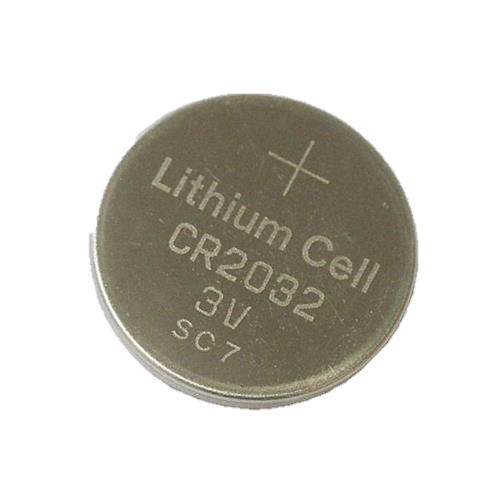 +
Lithium Cell
CR2032
3V
SC7